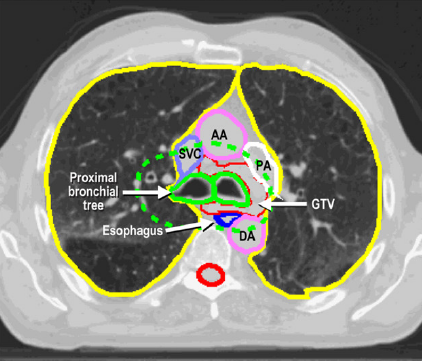 AA
SVC
PA
Proximal
bronchial
tree
GTV
Esophagus
DA